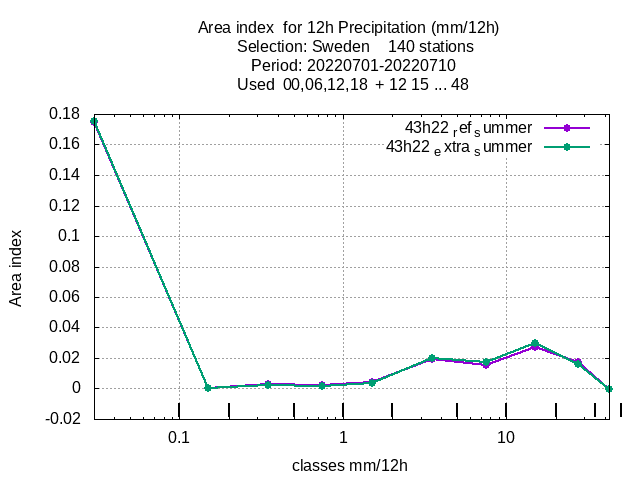 Area index  for 12h Precipitation (mm/12h)
Selection: Sweden    140 stations
Period: 20220701-20220710
Used  00,06,12,18  + 12 15 ... 48
43h22 ref summer
43h22 extra summer
0.18
0.16
0.14
0.12
0.1
0.08
0.06
0.04
0.02
0
-0.02
Area index
0.1 1 10
classes mm/12h